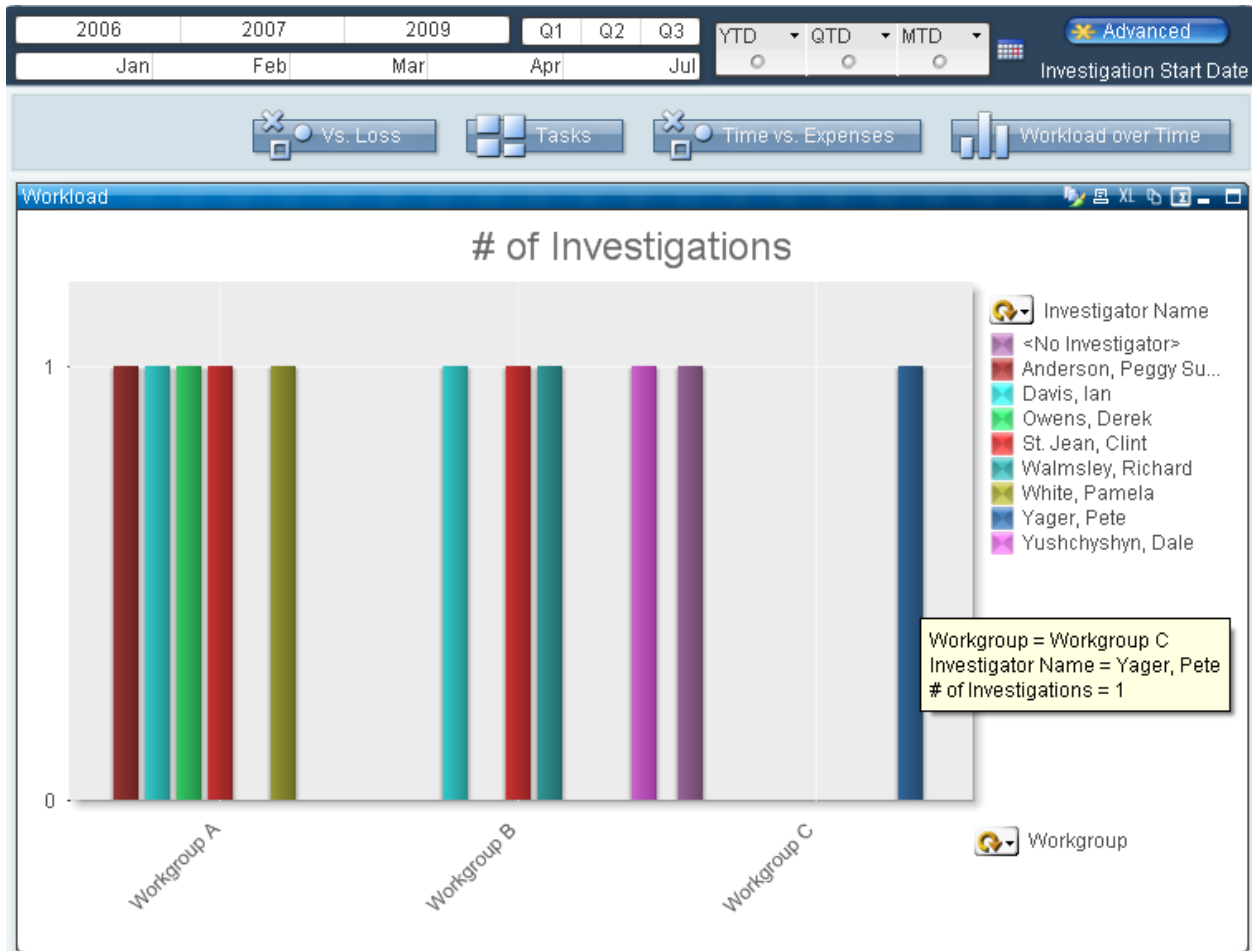 2006 2007 2009 Q1 Q2 Q3 YTD QTD MTD Advanced
Jan Feb Mar Apr Jul Investigation Start Date
Vs. Loss Tasks Time vs. Expenses Workload over Time
Workload XL
# of Investigations
Investigator Name
<No Investigator>
Anderson, Peggy Su...
Davis, Ian
Owens, Derek
St. Jean, Clint
Walmsley, Richard
White, Pamela
Yager, Pete
Yushchyshyn, Dale
1
Workgroup = Workgroup C
Investigator Name = Yager, Pete
# of Investigations = 1
0
Workgroup A Workgroup B Workgroup C
Workgroup